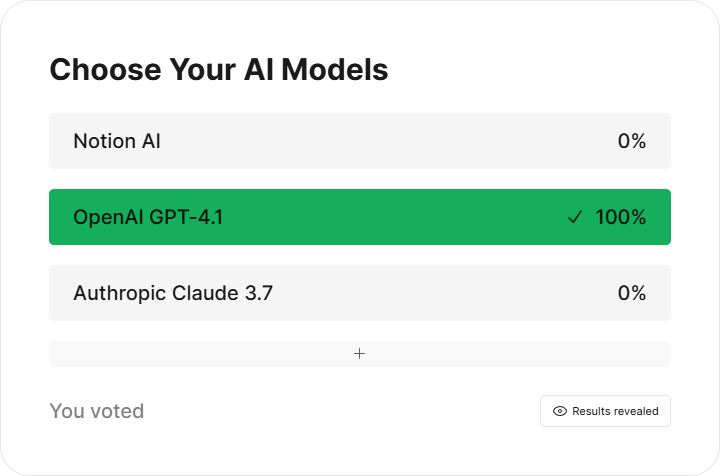 Choose Your AI Models
Notion AI 0%
OpenAI GPT-4.1 ✓ 100%
Authropic Claude 3.7 0%
+
You voted Results revealed